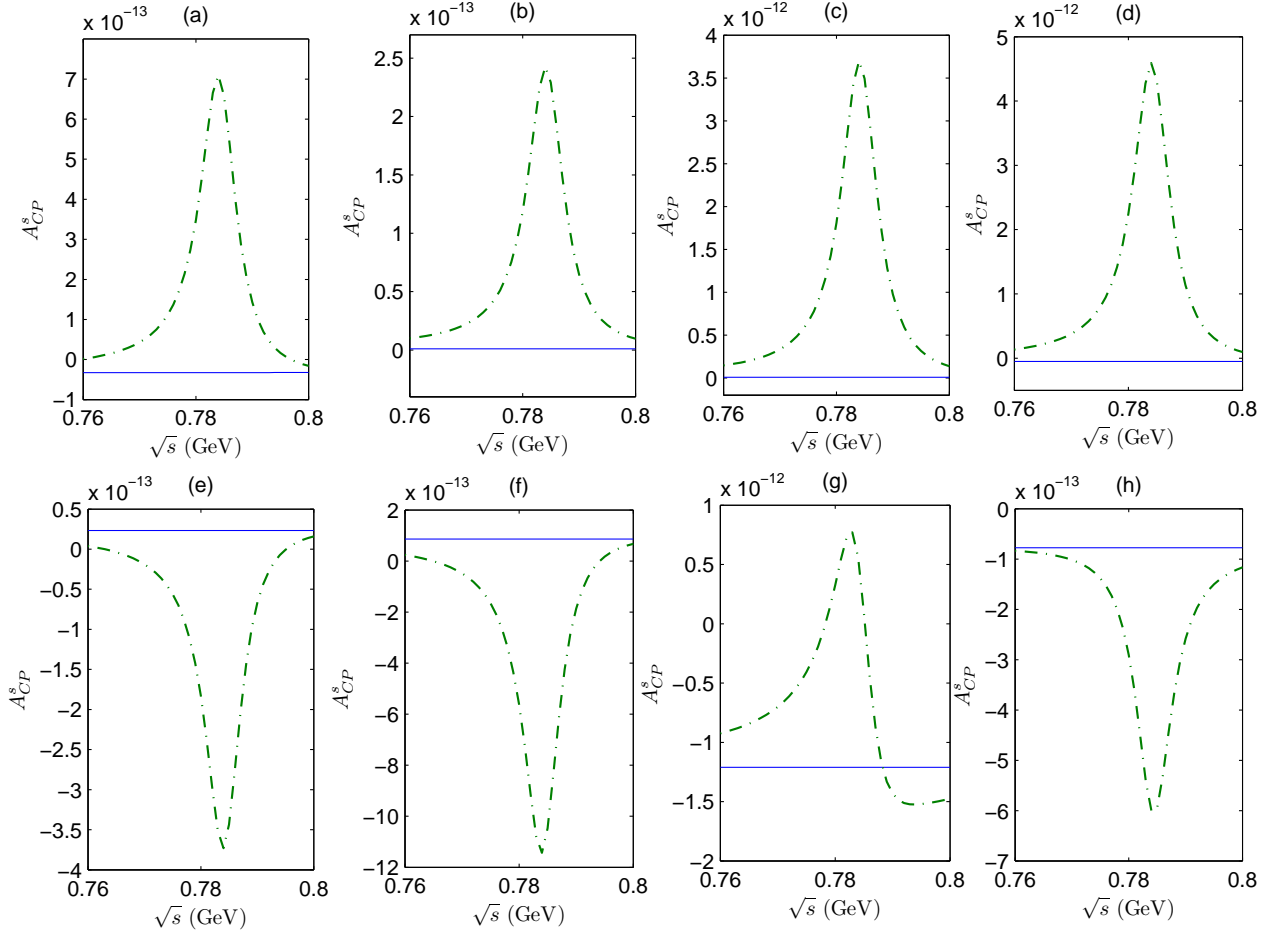 x 10⁻¹³ (a)
7
6
5
4
3
2
1
0
−1
0.76 0.78 0.8
√s (GeV)
A^s_CP
x 10⁻¹³ (b)
2.5
2
1.5
1
0.5
0
0.76 0.78 0.8
√s (GeV)
A^s_CP
x 10⁻¹² (c)
4
3.5
3
2.5
2
1.5
1
0.5
0
0.76 0.78 0.8
√s (GeV)
A^s_CP
x 10⁻¹² (d)
5
4
3
2
1
0
0.76 0.78 0.8
√s (GeV)
A^s_CP
x 10⁻¹³ (e)
0.5
0
−0.5
−1
−1.5
−2
−2.5
−3
−3.5
−4
0.76 0.78 0.8
√s (GeV)
A^s_CP
x 10⁻¹³ (f)
2
0
−2
−4
−6
−8
−10
−12
0.76 0.78 0.8
√s (GeV)
A^s_CP
x 10⁻¹² (g)
1
0.5
0
−0.5
−1
−1.5
−2
0.76 0.78 0.8
√s (GeV)
A^s_CP
x 10⁻¹³ (h)
0
−1
−2
−3
−4
−5
−6
−7
0.76 0.78 0.8
√s (GeV)
A^s_CP